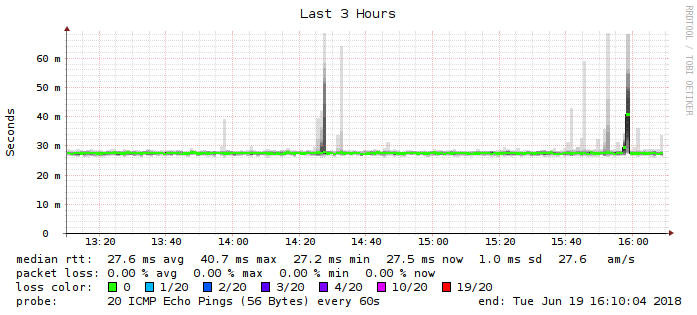 Last 3 Hours
RRDTOOL / TOBI OETIKER
Seconds
60 m
50 m
40 m
30 m
20 m
10 m
0
13:20 13:40 14:00 14:20 14:40 15:00 15:20 15:40 16:00
median rtt: 27.6 ms avg 40.7 ms max 27.2 ms min 27.5 ms now 1.0 ms sd 27.6 am/s
packet loss: 0.00 % avg 0.00 % max 0.00 % min 0.00 % now
loss color: 0 1/20 2/20 3/20 4/20 10/20 19/20
probe: 20 ICMP Echo Pings (56 Bytes) every 60s end: Tue Jun 19 16:10:04 2018